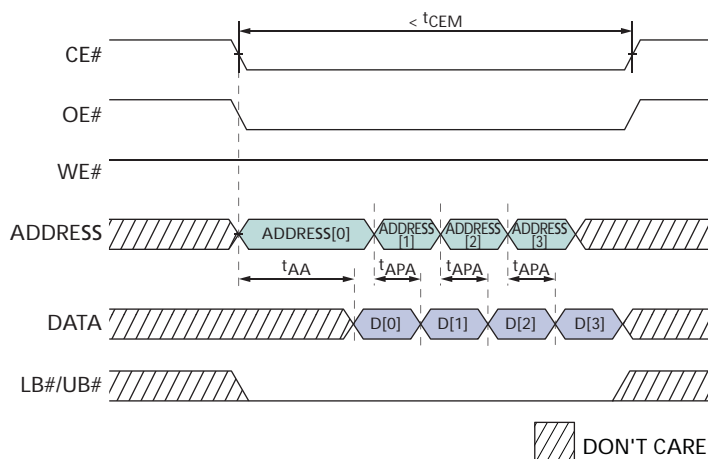 < tCEM
CE#
OE#
WE#
ADDRESS
ADDRESS[0]
ADDRESS
[1]
ADDRESS
[2]
ADDRESS
[3]
tAA
tAPA
tAPA
tAPA
DATA
D[0]
D[1]
D[2]
D[3]
LB#/UB#
DON'T CARE